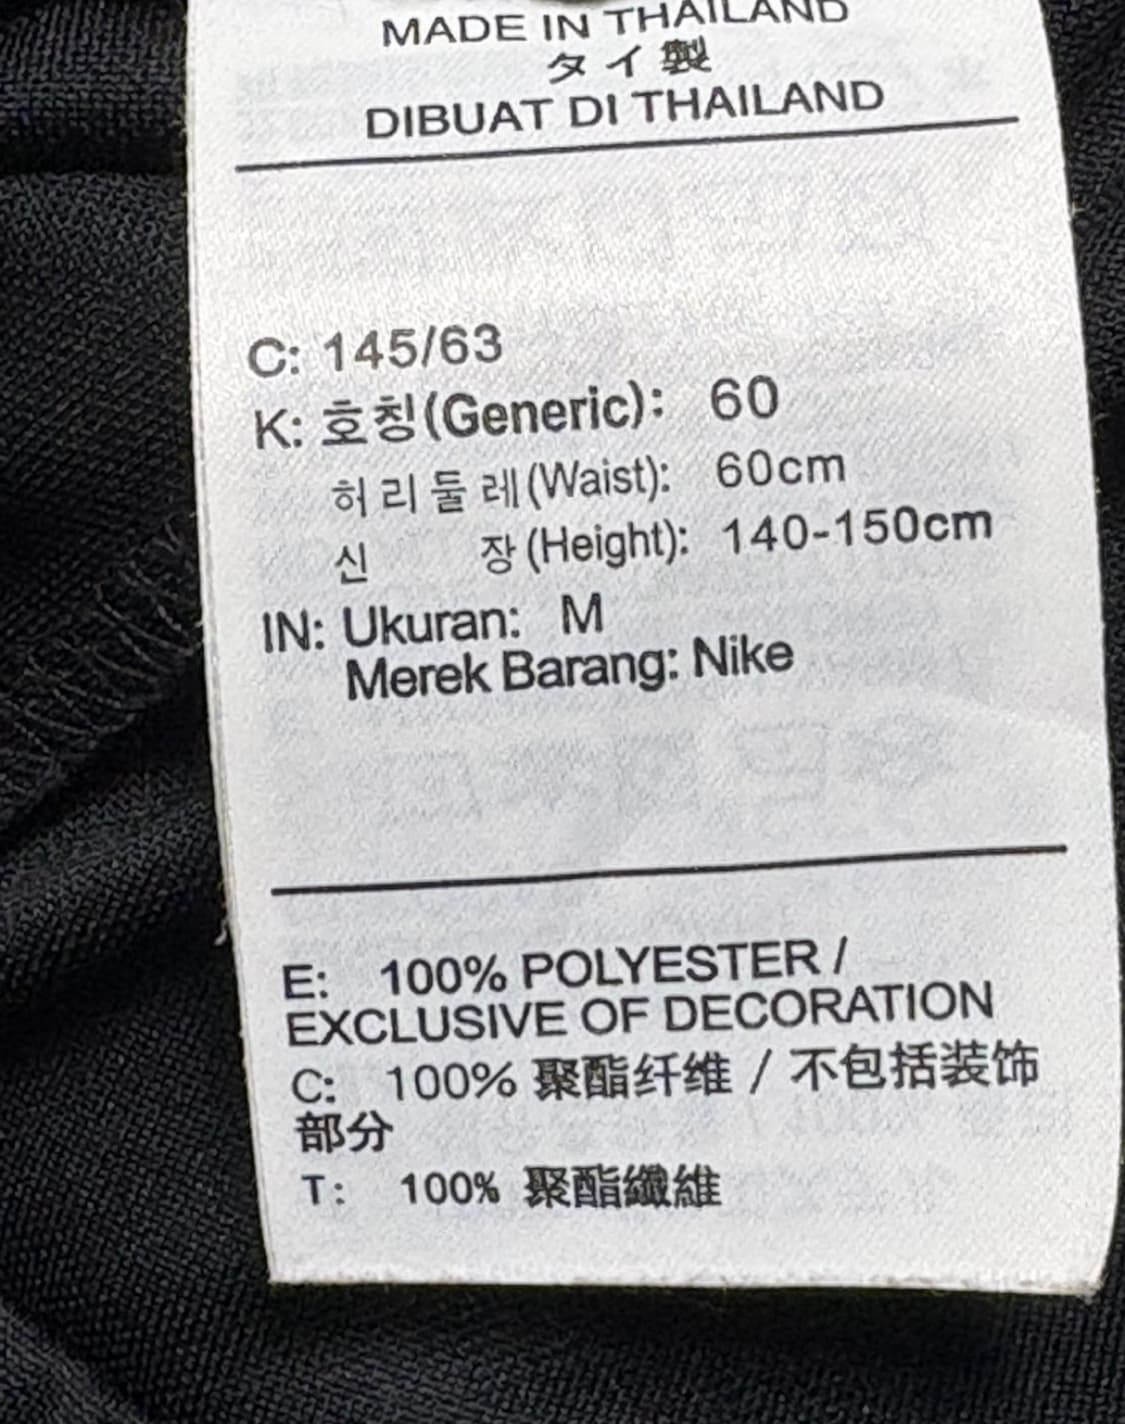 MADE IN THAILAND
タイ製
DIBUAT DI THAILAND
C: 145/63
K: 호칭(Generic): 60
허리둘레(Waist): 60cm
신 장(Height): 140-150cm
IN: Ukuran: M
Merek Barang: Nike
E: 100% POLYESTER /
EXCLUSIVE OF DECORATION
C: 100% 聚酯纤维 / 不包括装饰
部分
T: 100% 聚酯纖維